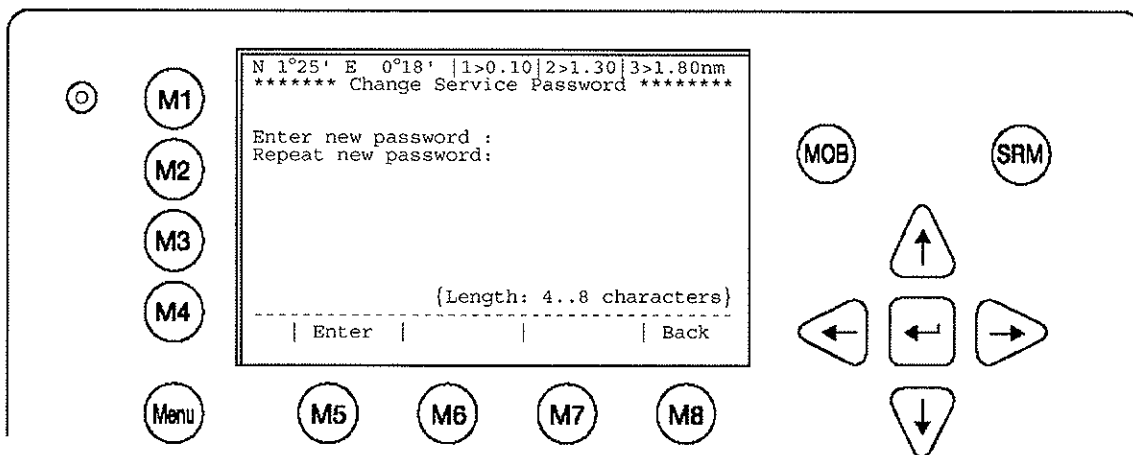 N 1°25' E 0°18' |1>0.10|2>1.30|3>1.80nm
******* Change Service Password ********
Enter new password :
Repeat new password:
{Length: 4..8 characters}
| Enter | | | Back
M1
M2
M3
M4
Menu
M5
M6
M7
M8
MOB
SRM